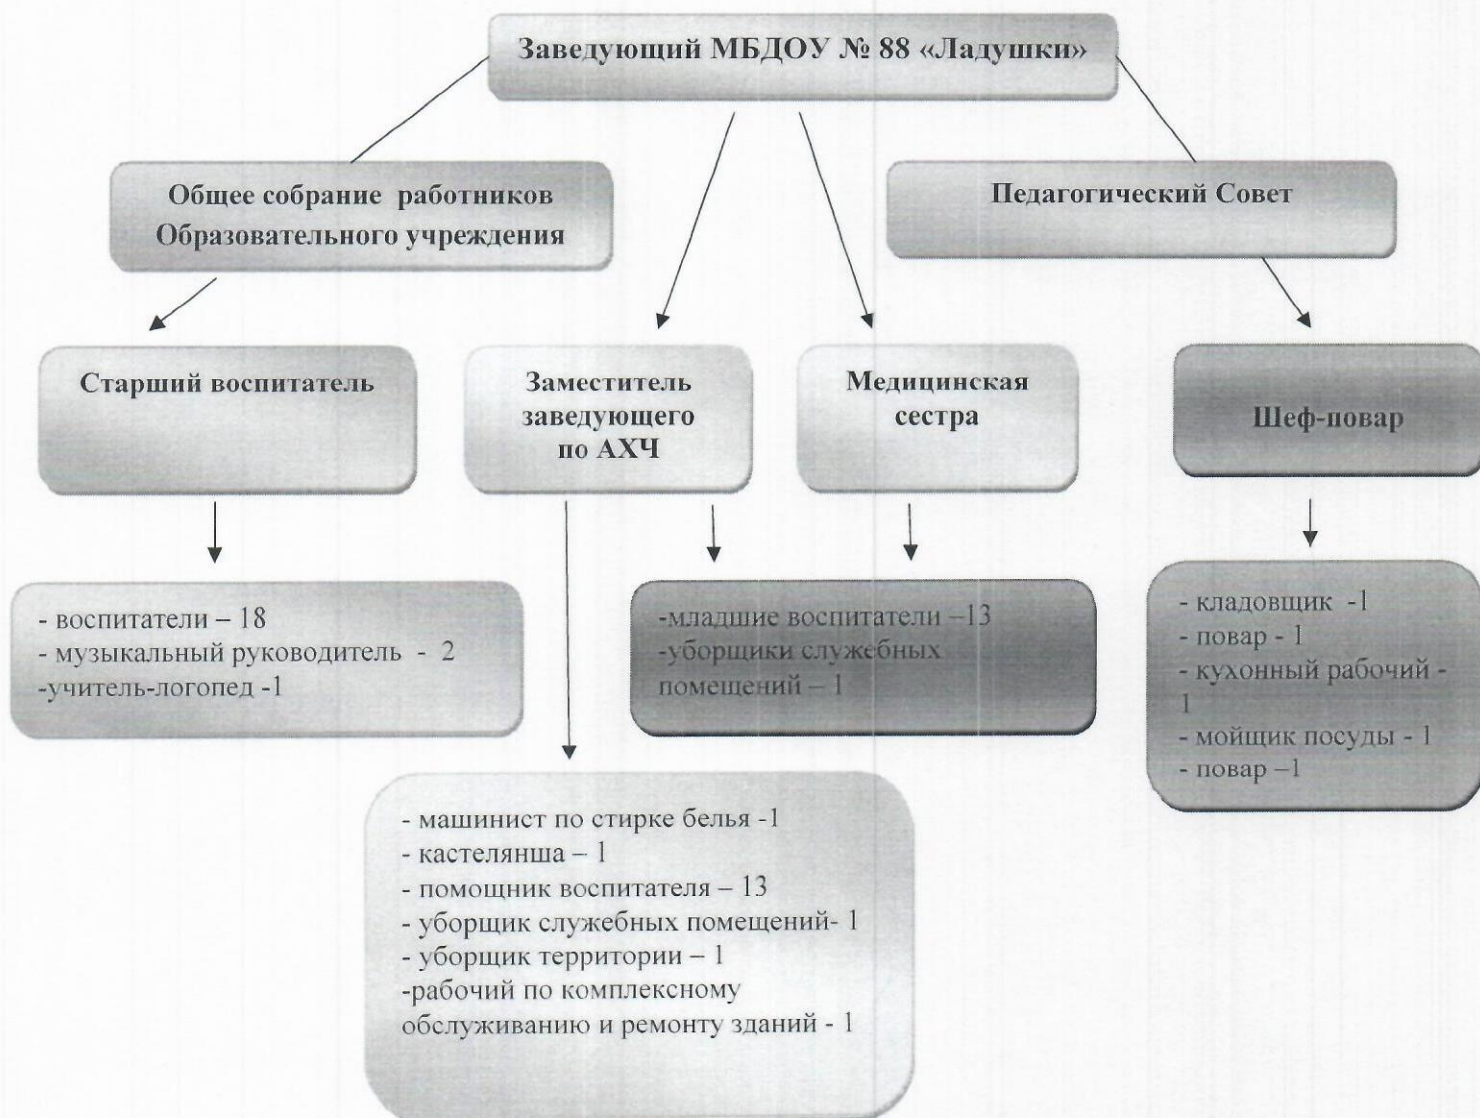 Заведующий МБДОУ № 88 «Ладушки»
Общее собрание работников
Образовательного учреждения
Педагогический Совет
Старший воспитатель
Заместитель
заведующего
по АХЧ
Медицинская
сестра
Шеф-повар
- воспитатели – 18
- музыкальный руководитель - 2
-учитель-логопед -1
-младшие воспитатели –13
-уборщики служебных
помещений – 1
- кладовщик -1
- повар - 1
- кухонный рабочий -
1
- мойщик посуды - 1
- повар –1
- машинист по стирке белья -1
- кастелянша – 1
- помощник воспитателя – 13
- уборщик служебных помещений- 1
- уборщик территории – 1
-рабочий по комплексному
обслуживанию и ремонту зданий - 1